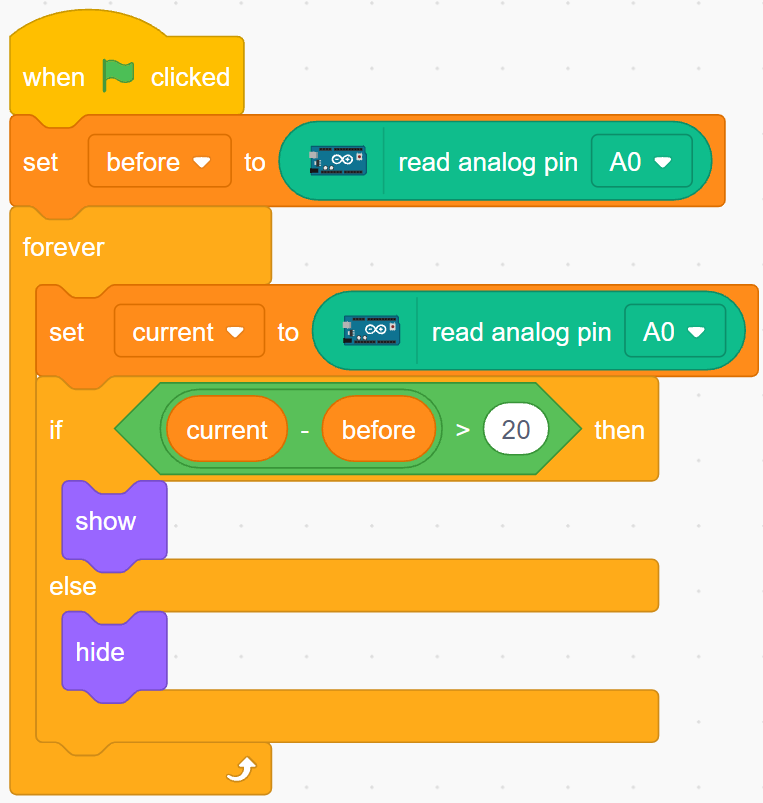 when clicked
set before to read analog pin A0
forever
set current to read analog pin A0
if current - before > 20 then
show
else
hide